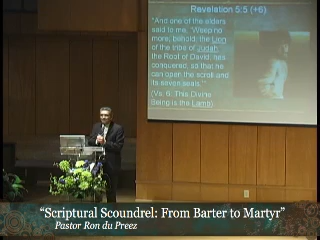 Revelation 5:5 (+6)
"And one of the elders
said to me, "Weep no
more, behold, the Lion
of the tribe of Judah,
the Root of David, has
conquered, so that he
can open the scroll and
its seven seals.'"
(Vs. 6: This Divine
Being is the Lamb)
"Scriptural Scoundrel: From Barter to Martyr"
Pastor Ron du Preez